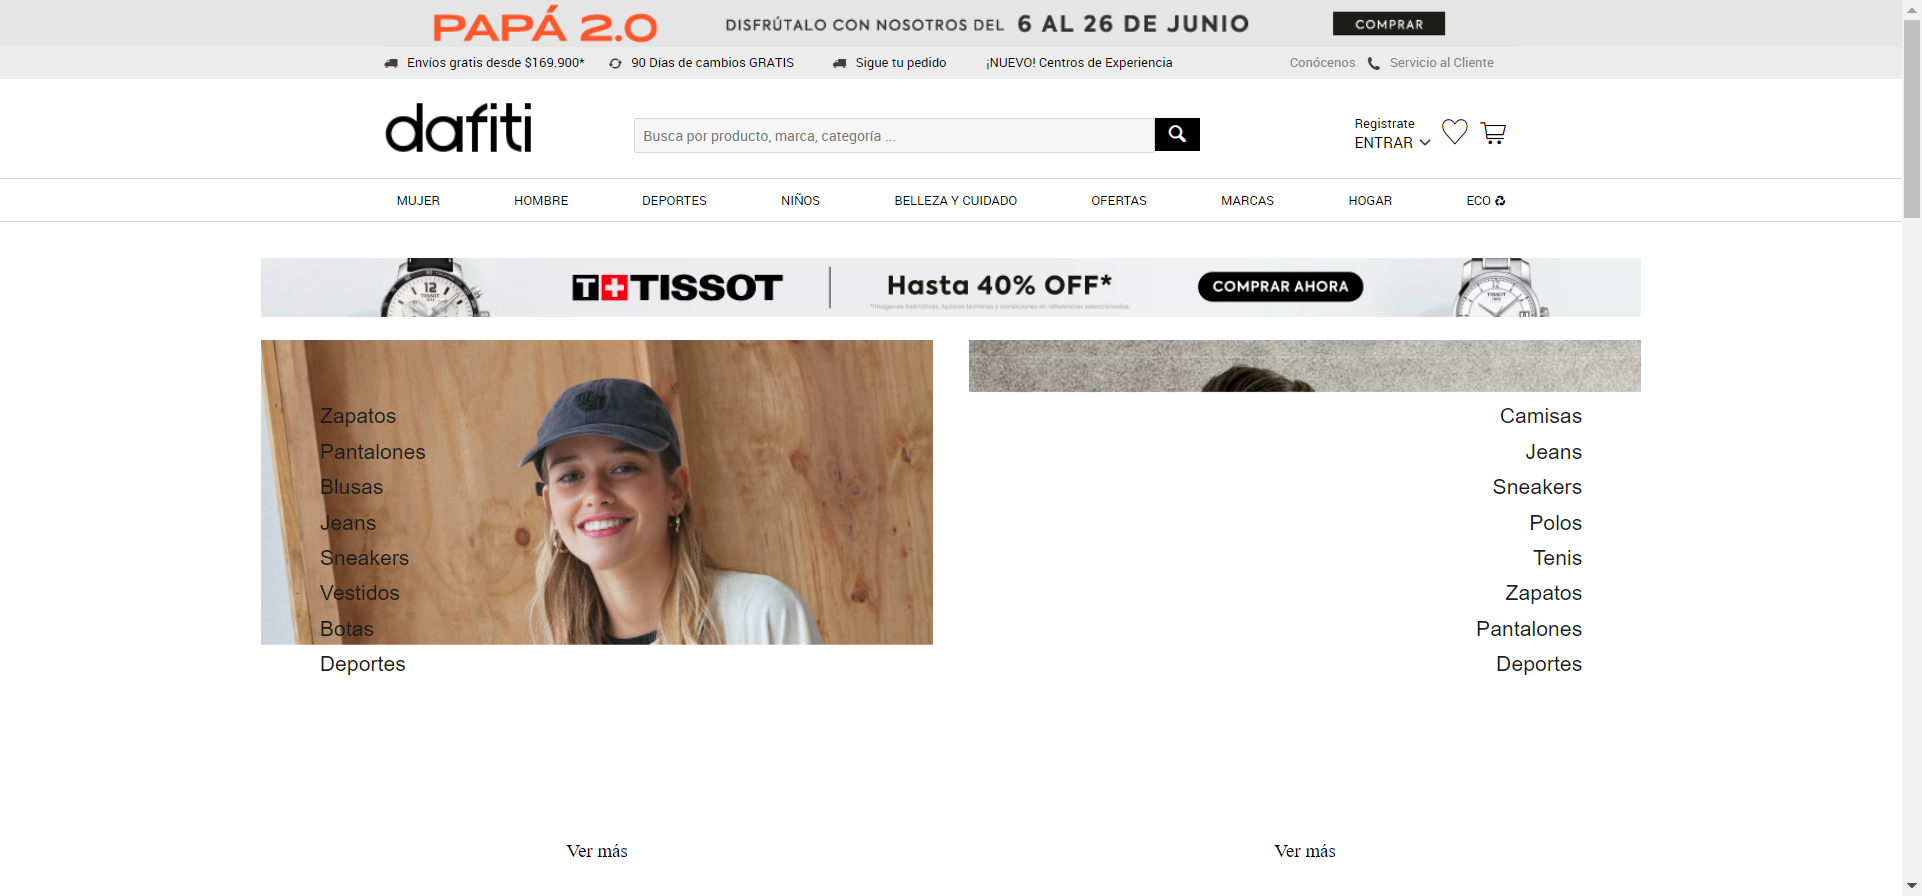 PAPÁ 2.0 DISFRÚTALO CON NOSOTROS DEL 6 AL 26 DE JUNIO COMPRAR
Envíos gratis desde $169.900* 90 Días de cambios GRATIS Sigue tu pedido ¡NUEVO! Centros de Experiencia Conócenos Servicio al Cliente
dafiti
Busca por producto, marca, categoría ...
Registrate
ENTRAR
MUJER HOMBRE DEPORTES NIÑOS BELLEZA Y CUIDADO OFERTAS MARCAS HOGAR ECO
T+TISSOT Hasta 40% OFF* COMPRAR AHORA
*Imágenes ilustrativas. Aplican términos y condiciones en referencias seleccionadas.
12
TISSOT
TISSOT
Zapatos
Pantalones
Blusas
Jeans
Sneakers
Vestidos
Botas
Deportes
Ver más
Camisas
Jeans
Sneakers
Polos
Tenis
Zapatos
Pantalones
Deportes
Ver más